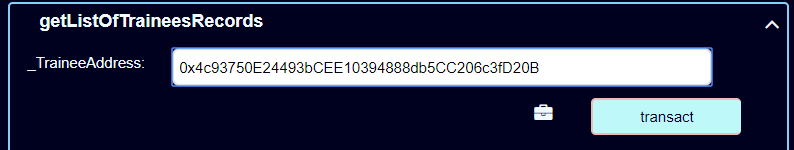 getListOfTraineesRecords
_TraineeAddress: 0x4c93750E24493bCEE10394888db5CC206c3fD20B
transact